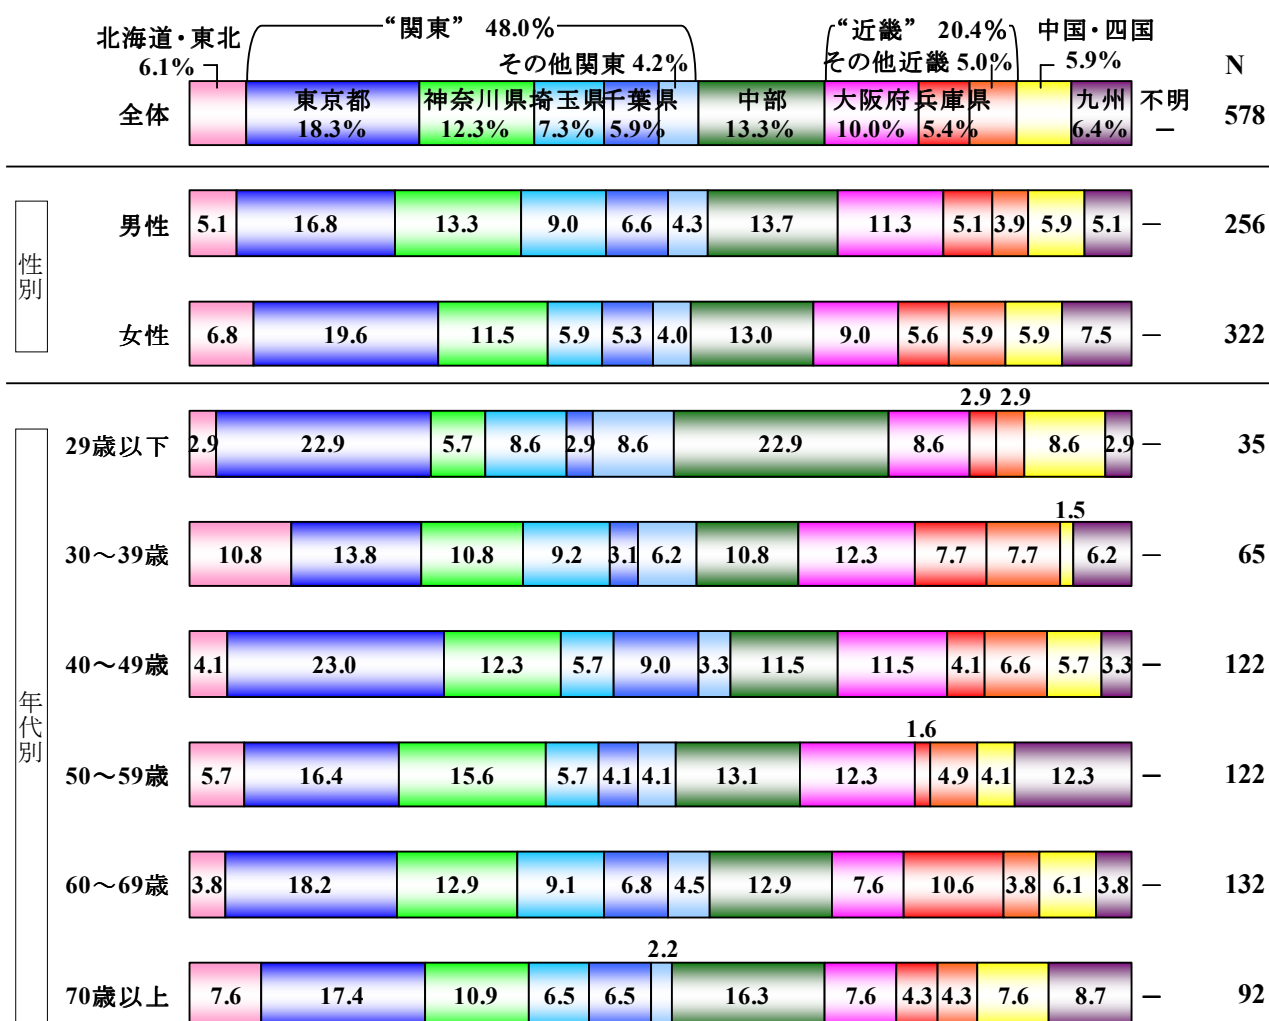 “関東” 48.0%
“近畿” 20.4%
中国・四国
北海道・東北
その他関東 4.2%
その他近畿 5.0%
5.9%
6.1%
N
全体
東京都 神奈川県 埼玉県 千葉県 中部 大阪府 兵庫県 九州 不明
18.3% 12.3% 7.3% 5.9% 13.3% 10.0% 5.4% 6.4% －
578
性別
男性 5.1 16.8 13.3 9.0 6.6 4.3 13.7 11.3 5.1 3.9 5.9 5.1 － 256
女性 6.8 19.6 11.5 5.9 5.3 4.0 13.0 9.0 5.6 5.9 5.9 7.5 － 322
年代別
2.9 2.9
29歳以下 2.9 22.9 5.7 8.6 2.9 8.6 22.9 8.6 8.6 2.9 － 35
1.5
30～39歳 10.8 13.8 10.8 9.2 3.1 6.2 10.8 12.3 7.7 7.7 6.2 － 65
40～49歳 4.1 23.0 12.3 5.7 9.0 3.3 11.5 11.5 4.1 6.6 5.7 3.3 － 122
1.6
50～59歳 5.7 16.4 15.6 5.7 4.1 4.1 13.1 12.3 4.9 4.1 12.3 － 122
60～69歳 3.8 18.2 12.9 9.1 6.8 4.5 12.9 7.6 10.6 3.8 6.1 3.8 － 132
2.2
70歳以上 7.6 17.4 10.9 6.5 6.5 16.3 7.6 4.3 4.3 7.6 8.7 － 92